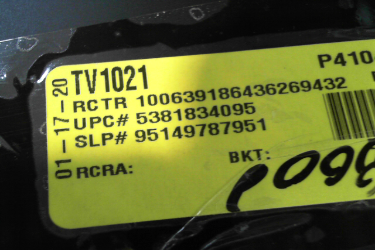 01-17-20
TV1021
P410
RCTR 100639186436269432
UPC# 5381834095
SLP# 95149787951
RCRA:
BKT: